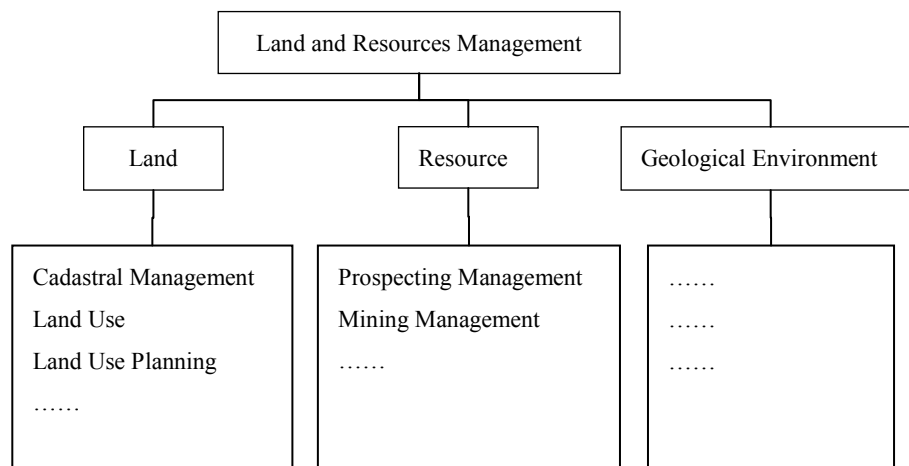 Land and Resources Management
Land
Resource
Geological Environment
Cadastral Management
Land Use
Land Use Planning
……
Prospecting Management
Mining Management
……
……
……
……